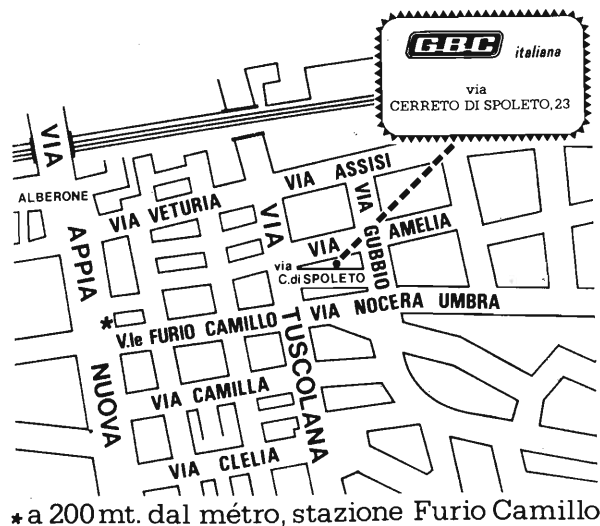 GBC italiana
via
CERRETO DI SPOLETO,23
VIA
ALBERONE
APPIA
NUOVA
VIA VETURIA
VIA ASSISI
VIA
TUSCOLANA
VIA GUBBIO
VIA AMELIA
via
C.di SPOLETO
VIA NOCERA UMBRA
*
V.le FURIO CAMILLO
VIA CAMILLA
VIA CLELIA
* a 200 mt. dal métro, stazione Furio Camillo